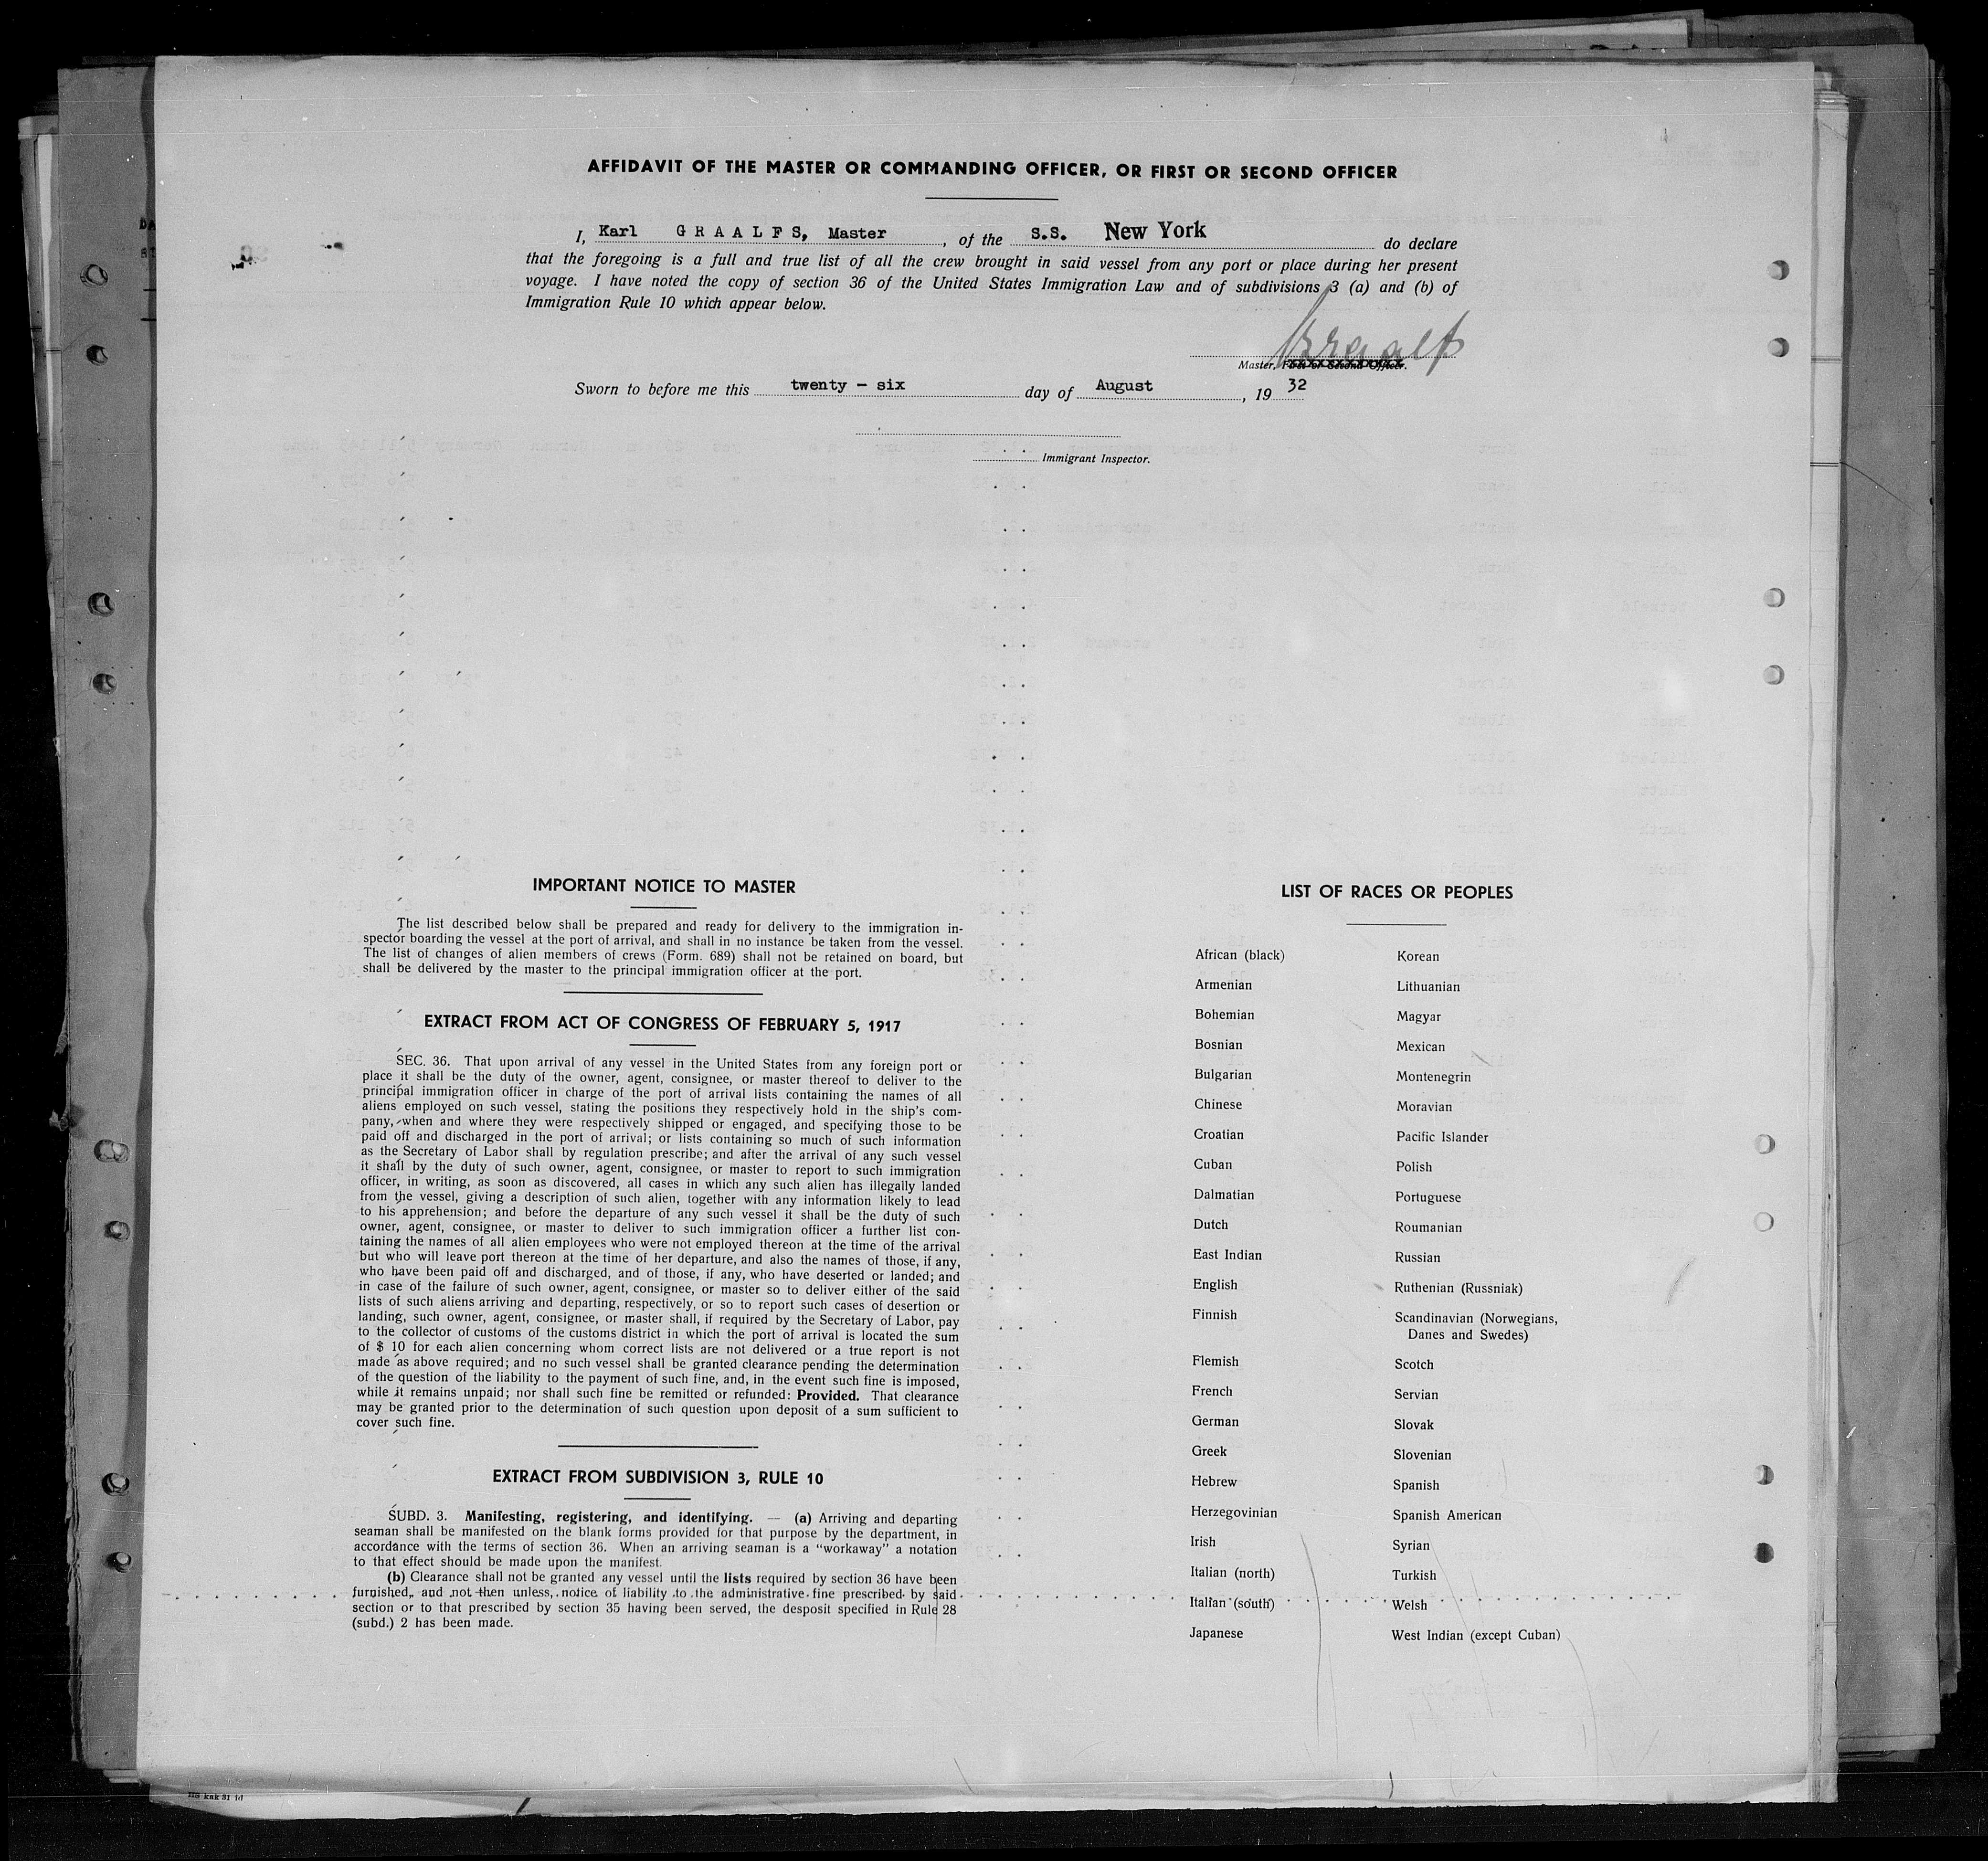 AFFIDAVIT OF THE MASTER OR COMMANDING OFFICER, OR FIRST OR SECOND OFFICER
I, Karl G R A A L F S, Master, of the S.S. New York do declare
that the foregoing is a full and true list of all the crew brought in said vessel from any port or place during her present
voyage. I have noted the copy of section 36 of the United States Immigration Law and of subdivisions 3 (a) and (b) of
Immigration Rule 10 which appear below.
Graalfs
Master, First or Second Officer.
Sworn to before me this twenty - six day of August, 19 32
Immigrant Inspector.
IMPORTANT NOTICE TO MASTER
The list described below shall be prepared and ready for delivery to the immigration in-
spector boarding the vessel at the port of arrival, and shall in no instance be taken from the vessel.
The list of changes of alien members of crews (Form. 689) shall not be retained on board, but
shall be delivered by the master to the principal immigration officer at the port.
EXTRACT FROM ACT OF CONGRESS OF FEBRUARY 5, 1917
SEC. 36. That upon arrival of any vessel in the United States from any foreign port or
place it shall be the duty of the owner, agent, consignee, or master thereof to deliver to the
principal immigration officer in charge of the port of arrival lists containing the names of all
aliens employed on such vessel, stating the positions they respectively hold in the ship's com-
pany, when and where they were respectively shipped or engaged, and specifying those to be
paid off and discharged in the port of arrival; or lists containing so much of such information
as the Secretary of Labor shall by regulation prescribe; and after the arrival of any such vessel
it shall by the duty of such owner, agent, consignee, or master to report to such immigration
officer, in writing, as soon as discovered, all cases in which any such alien has illegally landed
from the vessel, giving a description of such alien, together with any information likely to lead
to his apprehension; and before the departure of any such vessel it shall be the duty of such
owner, agent, consignee, or master to deliver to such immigration officer a further list con-
taining the names of all alien employees who were not employed thereon at the time of the arrival
but who will leave port thereon at the time of her departure, and also the names of those, if any,
who have been paid off and discharged, and of those, if any, who have deserted or landed; and
in case of the failure of such owner, agent, consignee, or master so to deliver either of the said
lists of such aliens arriving and departing, respectively, or so to report such cases of desertion or
landing, such owner, agent, consignee, or master shall, if required by the Secretary of Labor, pay
to the collector of customs of the customs district in which the port of arrival is located the sum
of $ 10 for each alien concerning whom correct lists are not delivered or a true report is not
made as above required; and no such vessel shall be granted clearance pending the determination
of the question of the liability to the payment of such fine, and, in the event such fine is imposed,
while it remains unpaid; nor shall such fine be remitted or refunded: Provided. That clearance
may be granted prior to the determination of such question upon deposit of a sum sufficient to
cover such fine.
EXTRACT FROM SUBDIVISION 3, RULE 10
SUBD. 3. Manifesting, registering, and identifying. — (a) Arriving and departing
seaman shall be manifested on the blank forms provided for that purpose by the department, in
accordance with the terms of section 36. When an arriving seaman is a "workaway" a notation
to that effect should be made upon the manifest.
(b) Clearance shall not be granted any vessel until the lists required by section 36 have been
furnished, and not then unless, notice of liability to the administrative fine prescribed by said
section or to that prescribed by section 35 having been served, the desposit specified in Rule 28
(subd.) 2 has been made.
LIST OF RACES OR PEOPLES
African (black)
Armenian
Bohemian
Bosnian
Bulgarian
Chinese
Croatian
Cuban
Dalmatian
Dutch
East Indian
English
Finnish
Flemish
French
German
Greek
Hebrew
Herzegovinian
Irish
Italian (north)
Italian (south)
Japanese
Korean
Lithuanian
Magyar
Mexican
Montenegrin
Moravian
Pacific Islander
Polish
Portuguese
Roumanian
Russian
Ruthenian (Russniak)
Scandinavian (Norwegians,
Danes and Swedes)
Scotch
Servian
Slovak
Slovenian
Spanish
Spanish American
Syrian
Turkish
Welsh
West Indian (except Cuban)